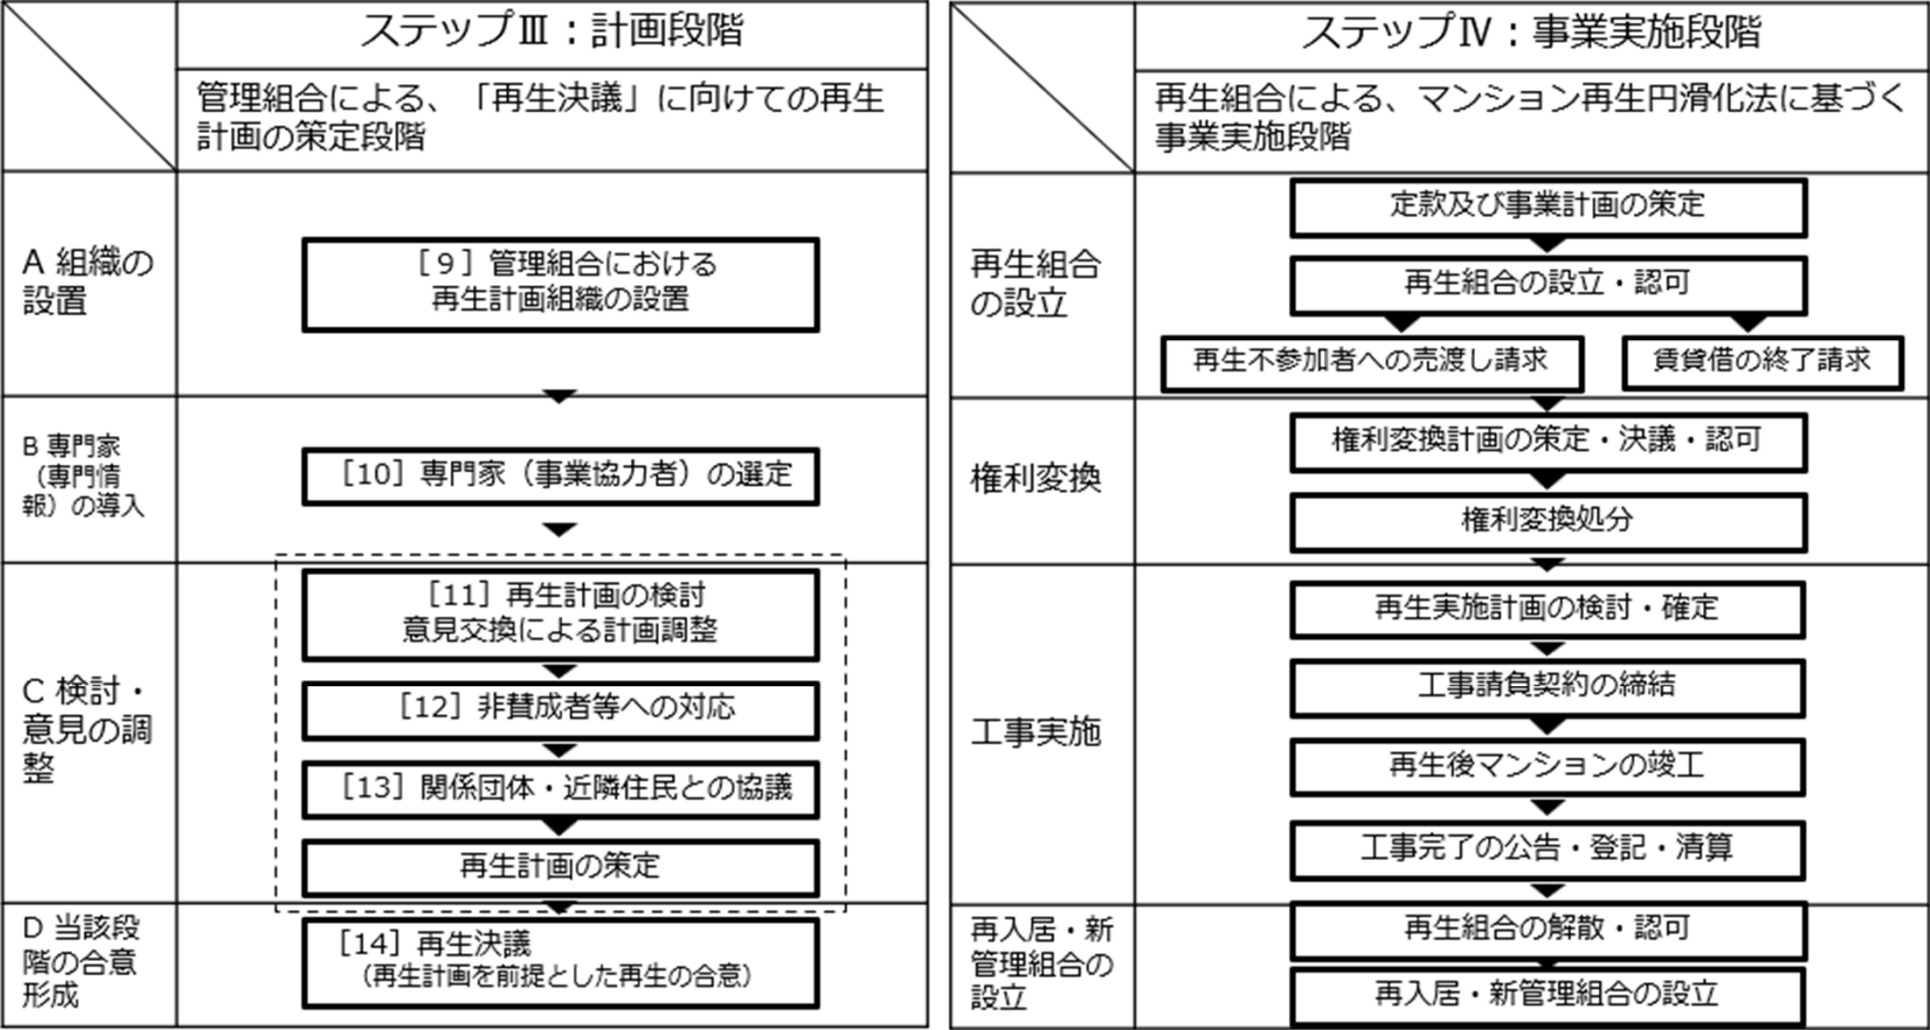 ステップⅢ：計画段階
管理組合による、「再生決議」に向けての再生
計画の策定段階
A 組織の
設置
［９］管理組合における
再生計画組織の設置
B 専門家
（専門情
報）の導入
［10］専門家（事業協力者）の選定
C 検討・
意見の調
整
［11］再生計画の検討
意見交換による計画調整
［12］非賛成者等への対応
［13］関係団体・近隣住民との協議
再生計画の策定
D 当該段
階の合意
形成
［14］再生決議
（再生計画を前提とした再生の合意）
ステップⅣ：事業実施段階
再生組合による、マンション再生円滑化法に基づく
事業実施段階
再生組合
の設立
定款及び事業計画の策定
再生組合の設立・認可
再生不参加者への売渡し請求
賃貸借の終了請求
権利変換
権利変換計画の策定・決議・認可
権利変換処分
工事実施
再生実施計画の検討・確定
工事請負契約の締結
再生後マンションの竣工
工事完了の公告・登記・清算
再入居・新
管理組合の
設立
再生組合の解散・認可
再入居・新管理組合の設立